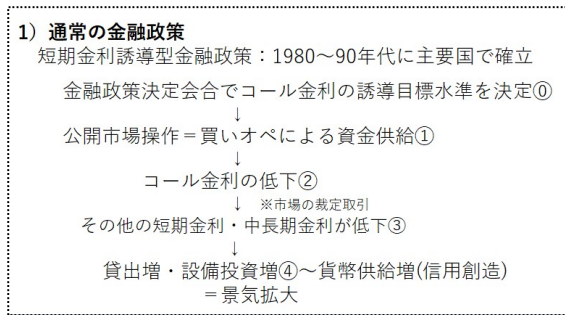 1）通常の金融政策
短期金利誘導型金融政策：1980～90年代に主要国で確立
金融政策決定会合でコール金利の誘導目標水準を決定⓪
↓
公開市場操作＝買いオペによる資金供給①
↓
コール金利の低下②
↓ ※市場の裁定取引
その他の短期金利・中長期金利が低下③
↓
貸出増・設備投資増④～貨幣供給増(信用創造)
＝景気拡大